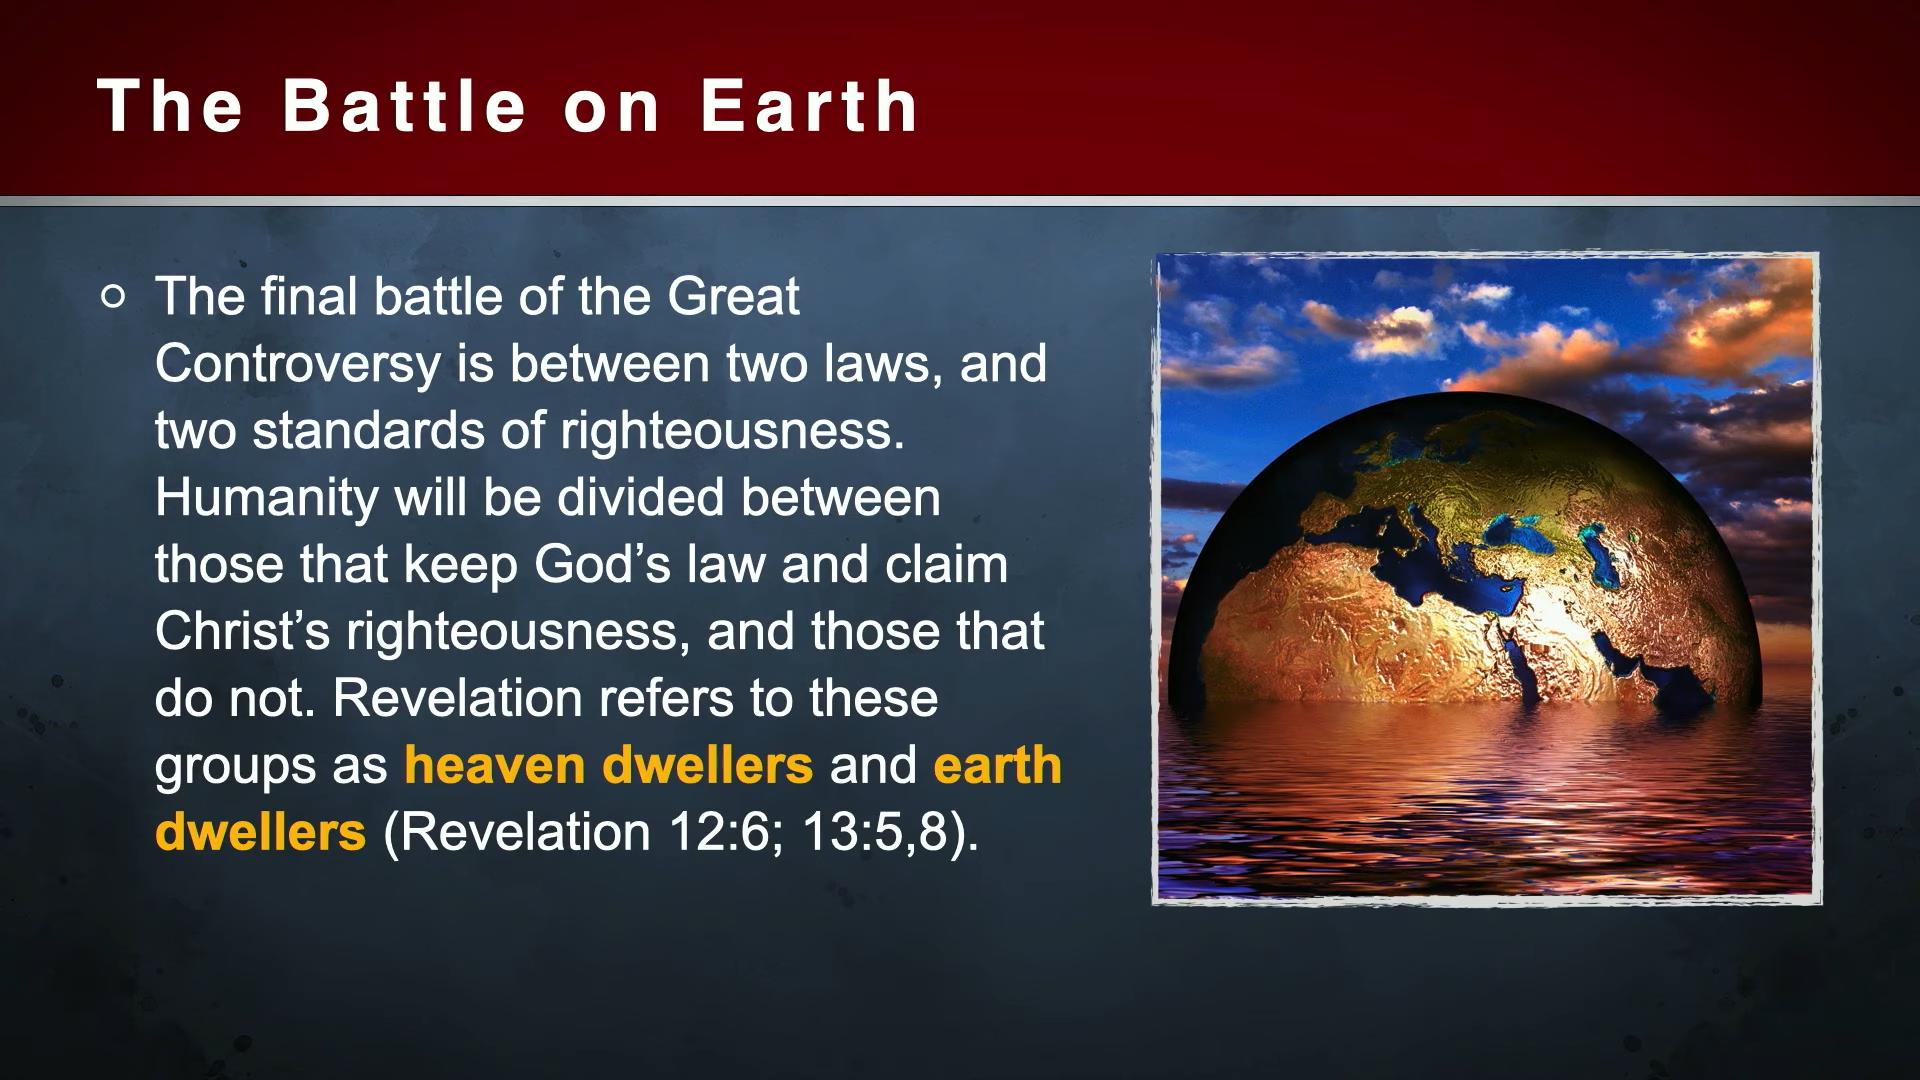 The Battle on Earth
The final battle of the Great
Controversy is between two laws, and
two standards of righteousness.
Humanity will be divided between
those that keep God’s law and claim
Christ’s righteousness, and those that
do not. Revelation refers to these
groups as heaven dwellers and earth
dwellers (Revelation 12:6; 13:5,8).